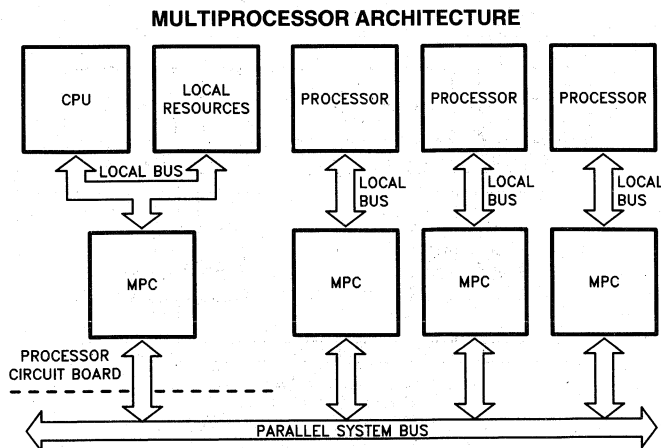 MULTIPROCESSOR ARCHITECTURE
CPU
LOCAL
RESOURCES
PROCESSOR
PROCESSOR
PROCESSOR
LOCAL BUS
LOCAL
BUS
LOCAL
BUS
LOCAL
BUS
MPC
MPC
MPC
MPC
PROCESSOR
CIRCUIT BOARD
PARALLEL SYSTEM BUS